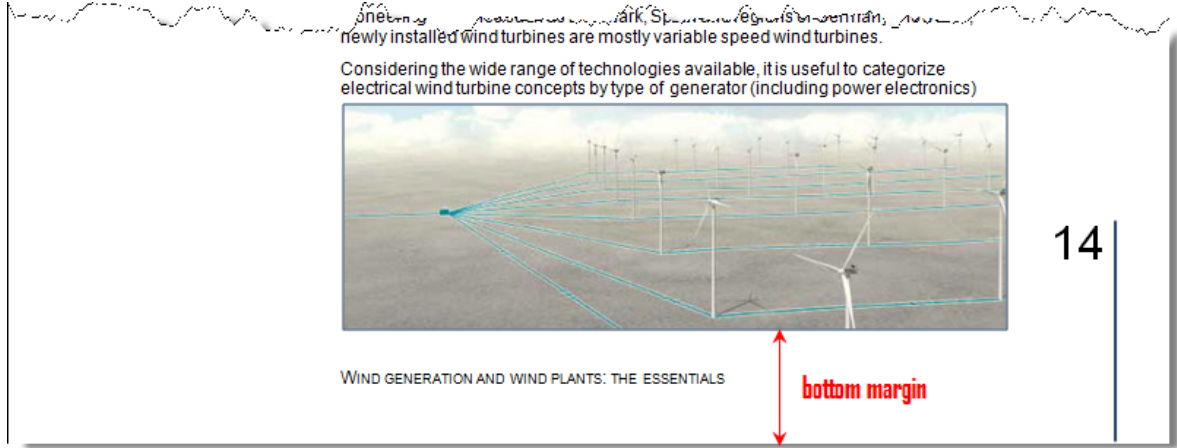 newly installed wind turbines are mostly variable speed wind turbines.
Considering the wide range of technologies available, it is useful to categorize
electrical wind turbine concepts by type of generator (including power electronics)
14
WIND GENERATION AND WIND PLANTS: THE ESSENTIALS
bottom margin